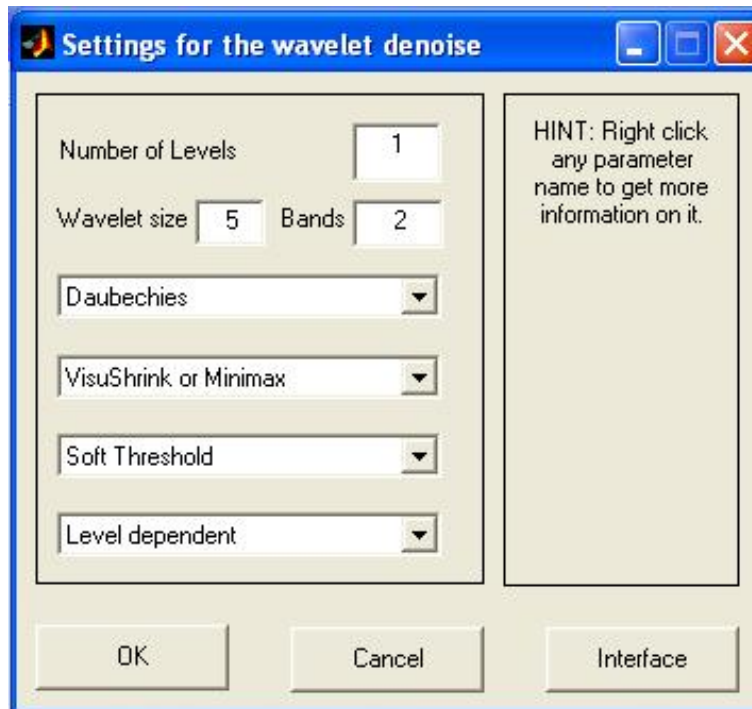 Settings for the wavelet denoise
Number of Levels 1
Wavelet size 5 Bands 2
Daubechies
VisuShrink or Minimax
Soft Threshold
Level dependent
HINT: Right click
any parameter
name to get more
information on it.
OK Cancel Interface